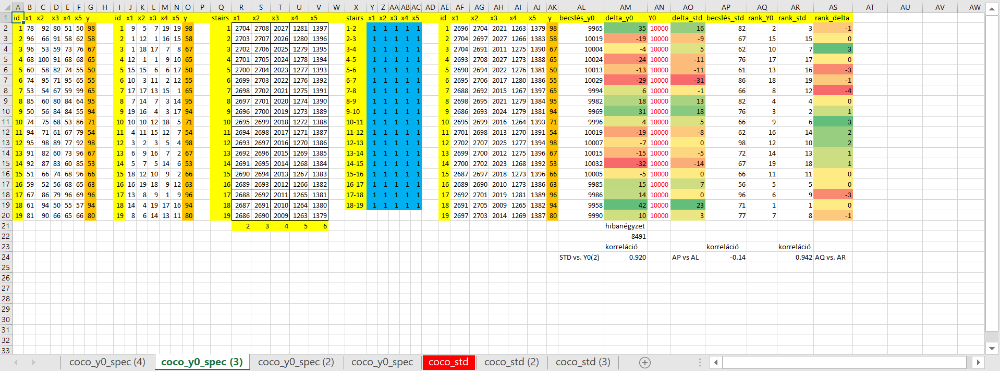 A B C D E F G H I J K L M N O P Q R S T U V W X Y Z AA AB AC AD AE AF AG AH AI AJ AK AL AM AN AO AP AQ AR AS AT AU AV AW
1 id x1 x2 x3 x4 x5 y id x1 x2 x3 x4 x5 y stairs x1 x2 x3 x4 x5 stairs x1 x2 x3 x4 x5 id x1 x2 x3 x4 x5 y becslés_y0 delta_y0 Y0 delta_std becslés_std rank_Y0 rank_std rank_delta
2 1 78 92 80 51 50 98 1 9 5 7 19 19 98 1 2704 2708 2027 1281 1397 1-2 1 1 1 1 1 1 2696 2704 2021 1263 1379 98 9965 35 10000 16 82 2 3 -1
3 2 96 66 91 58 62 58 2 1 12 1 16 15 58 2 2703 2707 2026 1280 1396 2-3 1 1 1 1 1 2 2704 2697 2027 1266 1383 58 10019 -19 10000 -9 67 15 15 0
4 3 96 53 59 73 76 67 3 1 18 17 7 8 67 3 2702 2706 2025 1279 1395 3-4 1 1 1 1 1 3 2704 2691 2011 1275 1390 67 10004 -4 10000 5 62 10 7 3
5 4 68 100 91 68 68 65 4 12 1 1 9 10 65 4 2701 2705 2024 1278 1394 4-5 1 1 1 1 1 4 2693 2708 2027 1273 1388 65 10024 -24 10000 -11 76 17 17 0
6 5 60 58 82 74 55 50 5 15 15 6 6 17 50 5 2700 2704 2023 1277 1393 5-6 1 1 1 1 1 5 2690 2694 2022 1276 1381 50 10013 -13 10000 -11 61 13 16 -3
7 6 74 95 71 95 65 55 6 10 3 11 2 12 55 6 2699 2703 2022 1276 1392 6-7 1 1 1 1 1 6 2695 2706 2017 1280 1386 55 10029 -29 10000 -31 86 18 19 -1
8 7 53 54 67 59 99 65 7 17 17 13 15 1 65 7 2698 2702 2021 1275 1391 7-8 1 1 1 1 1 7 2688 2692 2015 1267 1397 65 9994 6 10000 -1 66 8 12 -4
9 8 85 60 80 84 64 95 8 7 14 7 3 14 95 8 2697 2701 2020 1274 1390 8-9 1 1 1 1 1 8 2698 2695 2021 1279 1384 95 9982 18 10000 13 82 4 4 0
10 9 50 56 84 84 55 94 9 19 16 4 3 17 94 9 2696 2700 2019 1273 1389 9-10 1 1 1 1 1 9 2686 2693 2024 1279 1381 94 9969 31 10000 18 76 3 2 1
11 10 74 75 68 53 86 71 10 10 10 12 18 5 71 10 2695 2699 2018 1272 1388 10-11 1 1 1 1 1 10 2695 2699 2016 1264 1393 71 9996 4 10000 5 66 9 6 3
12 11 94 71 61 67 79 54 11 4 11 15 12 7 54 11 2694 2698 2017 1271 1387 11-12 1 1 1 1 1 11 2701 2698 2013 1270 1391 54 10019 -19 10000 -8 62 16 14 2
13 12 95 98 89 77 92 98 12 3 2 3 5 4 98 12 2693 2697 2016 1270 1386 12-13 1 1 1 1 1 12 2702 2707 2025 1277 1394 98 10007 -7 10000 0 98 12 10 2
14 13 91 82 60 73 96 67 13 6 9 16 7 2 67 13 2692 2696 2015 1269 1385 13-14 1 1 1 1 1 13 2699 2700 2012 1275 1396 67 10015 -15 10000 -5 72 14 13 1
15 14 92 87 83 60 85 53 14 5 7 5 14 6 53 14 2691 2695 2014 1268 1384 14-15 1 1 1 1 1 14 2700 2702 2023 1268 1392 53 10032 -32 10000 -14 67 19 18 1
16 15 51 66 74 68 96 66 15 18 12 10 9 2 66 15 2690 2694 2013 1267 1383 15-16 1 1 1 1 1 15 2687 2697 2018 1273 1396 66 10005 -5 10000 0 66 11 11 0
17 16 59 52 56 68 65 63 16 16 19 18 9 12 63 16 2689 2693 2012 1266 1382 16-17 1 1 1 1 1 16 2689 2690 2010 1273 1386 63 9985 15 10000 7 56 5 5 0
18 17 67 86 79 96 69 96 17 13 8 9 1 9 96 17 2688 2692 2011 1265 1381 17-18 1 1 1 1 1 17 2692 2701 2019 1281 1389 96 9986 14 10000 0 96 6 9 -3
19 18 61 94 50 55 57 94 18 14 4 19 17 16 94 18 2687 2691 2010 1264 1380 18-19 1 1 1 1 1 18 2691 2705 2009 1265 1382 94 9958 42 10000 23 71 1 1 0
20 19 81 90 66 65 66 80 19 8 6 14 13 11 80 19 2686 2690 2009 1263 1379 19 2697 2703 2014 1269 1387 80 9990 10 10000 3 77 7 8 -1
21 2 3 4 5 6 hibanégyzet
22 8491
23 korreláció korreláció korreláció
24 STD vs. Y0(2) 0.920 AP vs AL -0.14 0.942 AQ vs. AR
25
26
27
28
29
30
31
32
33
coco_y0_spec (4) coco_y0_spec (3) coco_y0_spec (2) coco_y0_spec coco_std coco_std (2) coco_std (3)